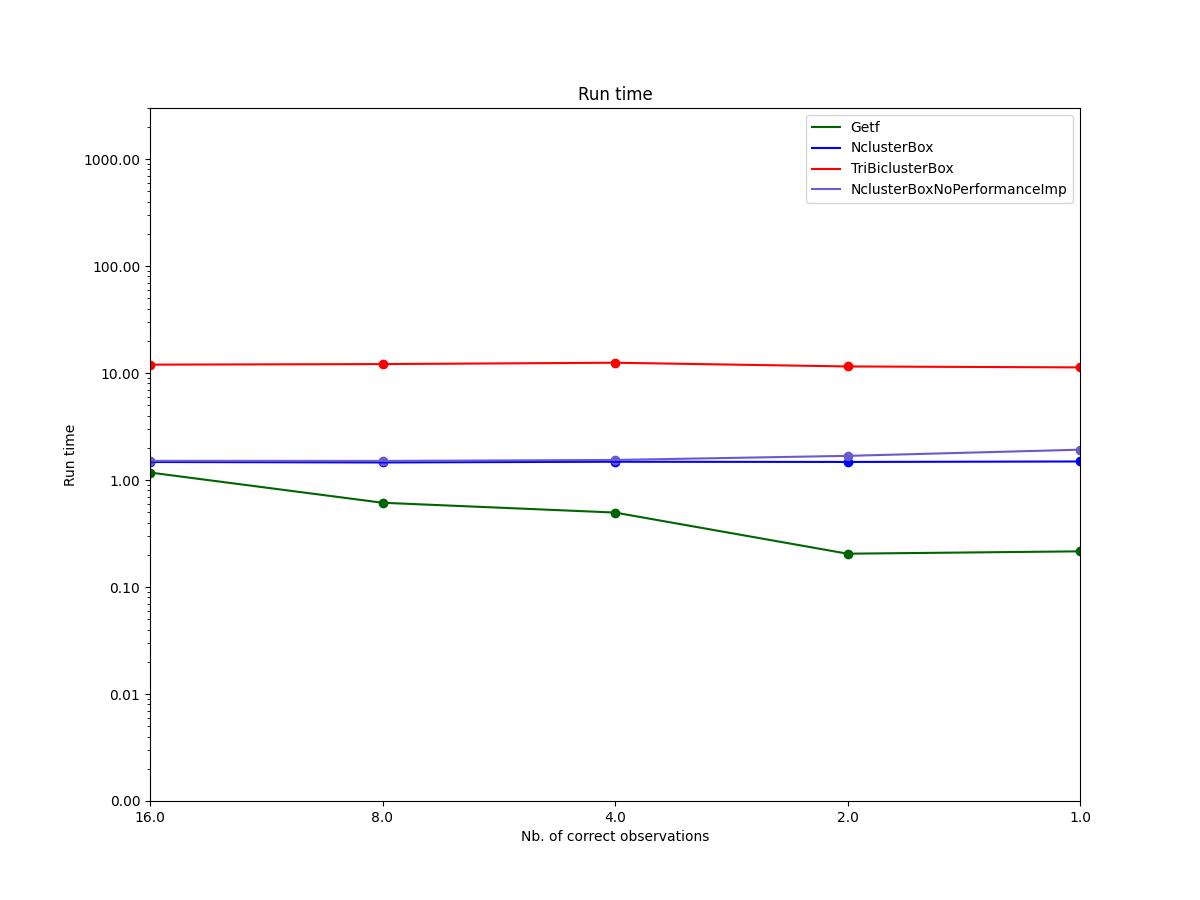 Run time
Getf
NclusterBox
TriBiclusterBox
NclusterBoxNoPerformanceImp
1000.00
100.00
10.00
1.00
0.10
0.01
0.00
Run time
16.0 8.0 4.0 2.0 1.0
Nb. of correct observations